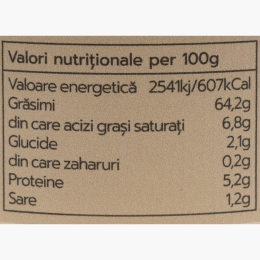 Valori nutriționale per 100g
Valoare energetică 2541kj/607kCal
Grăsimi 64,2g
din care acizi grași saturați 6,8g
Glucide 2,1g
din care zaharuri 0,2g
Proteine 5,2g
Sare 1,2g